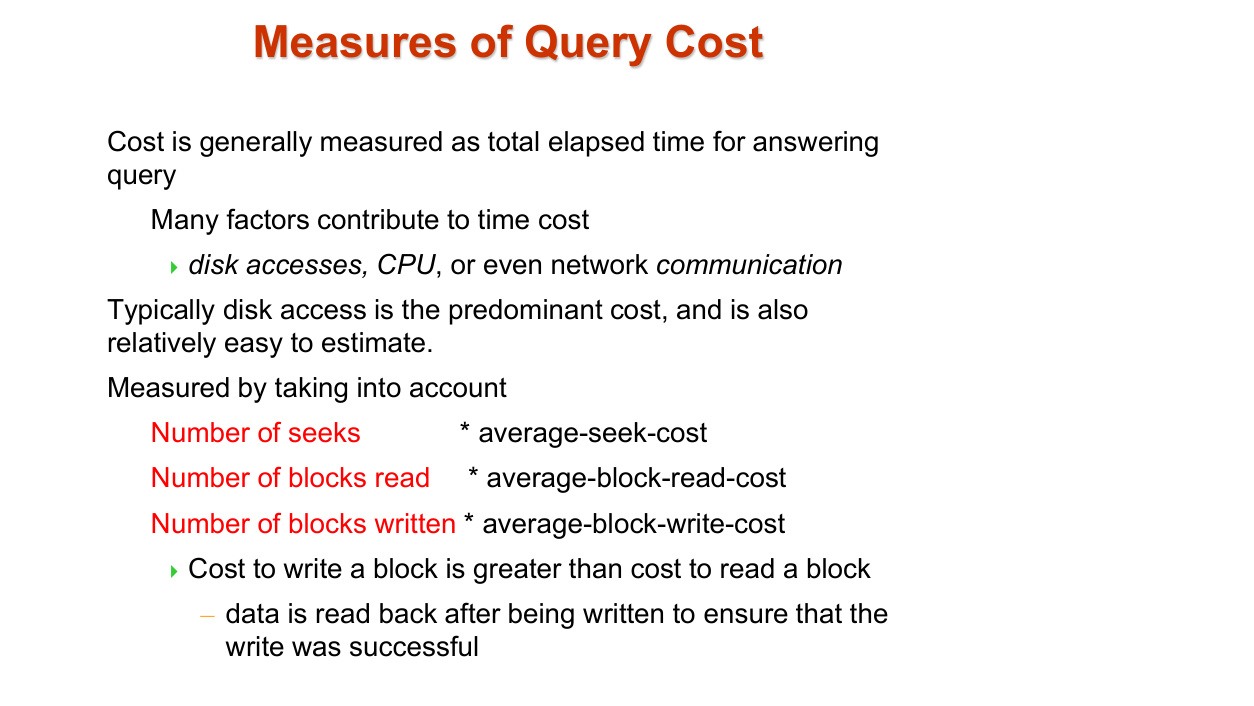 Measures of Query Cost
Cost is generally measured as total elapsed time for answering
query
Many factors contribute to time cost
disk accesses, CPU, or even network communication
Typically disk access is the predominant cost, and is also
relatively easy to estimate.
Measured by taking into account
Number of seeks * average-seek-cost
Number of blocks read * average-block-read-cost
Number of blocks written * average-block-write-cost
Cost to write a block is greater than cost to read a block
– data is read back after being written to ensure that the
write was successful